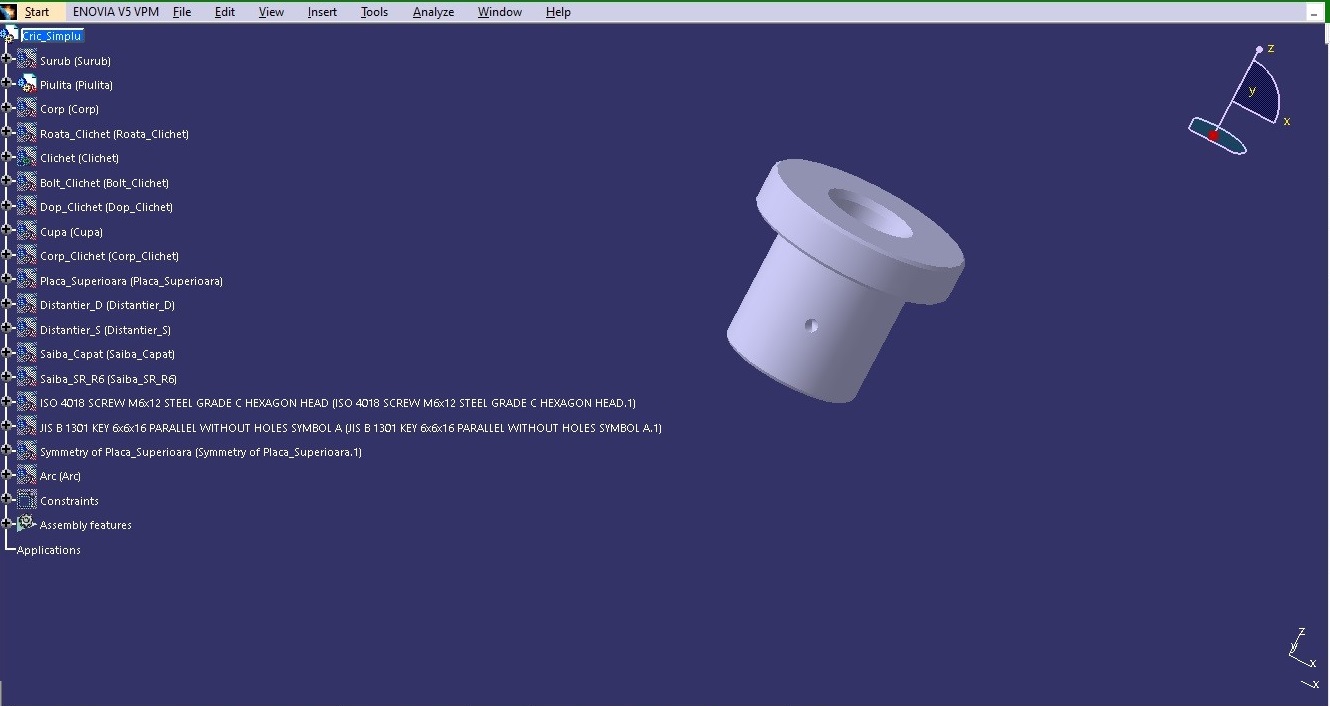 Start ENOVIA V5 VPM File Edit View Insert Tools Analyze Window Help
Cric_Simplu
Surub (Surub)
Piulita (Piulita)
Corp (Corp)
Roata_Clichet (Roata_Clichet)
Clichet (Clichet)
Bolt_Clichet (Bolt_Clichet)
Dop_Clichet (Dop_Clichet)
Cupa (Cupa)
Corp_Clichet (Corp_Clichet)
Placa_Superioara (Placa_Superioara)
Distantier_D (Distantier_D)
Distantier_S (Distantier_S)
Saiba_Capat (Saiba_Capat)
Saiba_SR_R6 (Saiba_SR_R6)
ISO 4018 SCREW M6x12 STEEL GRADE C HEXAGON HEAD (ISO 4018 SCREW M6x12 STEEL GRADE C HEXAGON HEAD.1)
JIS B 1301 KEY 6x6x16 PARALLEL WITHOUT HOLES SYMBOL A (JIS B 1301 KEY 6x6x16 PARALLEL WITHOUT HOLES SYMBOL A.1)
Symmetry of Placa_Superioara (Symmetry of Placa_Superioara.1)
Arc (Arc)
Constraints
Assembly features
Applications
z
y
x
z
y
x
x